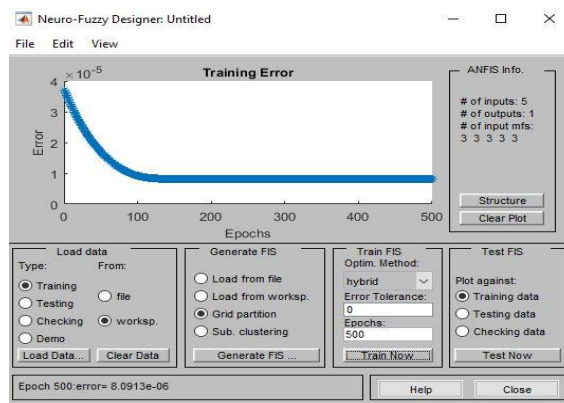 Neuro-Fuzzy Designer: Untitled
File Edit View
× 10-5
Training Error
4
3
2
1
0
Error
0 100 200 300 400 500
Epochs
ANFIS Info.
# of inputs: 5
# of outputs: 1
# of input mfs:
3 3 3 3 3
Structure
Clear Plot
Load data
Type: From:
Training
Testing
Checking
Demo
file
worksp.
Load Data... Clear Data
Generate FIS
Load from file
Load from worksp.
Grid partition
Sub. clustering
Generate FIS ...
Train FIS
Optim. Method:
hybrid
Error Tolerance:
0
Epochs:
500
Train Now
Test FIS
Plot against:
Training data
Testing data
Checking data
Test Now
Epoch 500:error= 8.0913e-06
Help Close